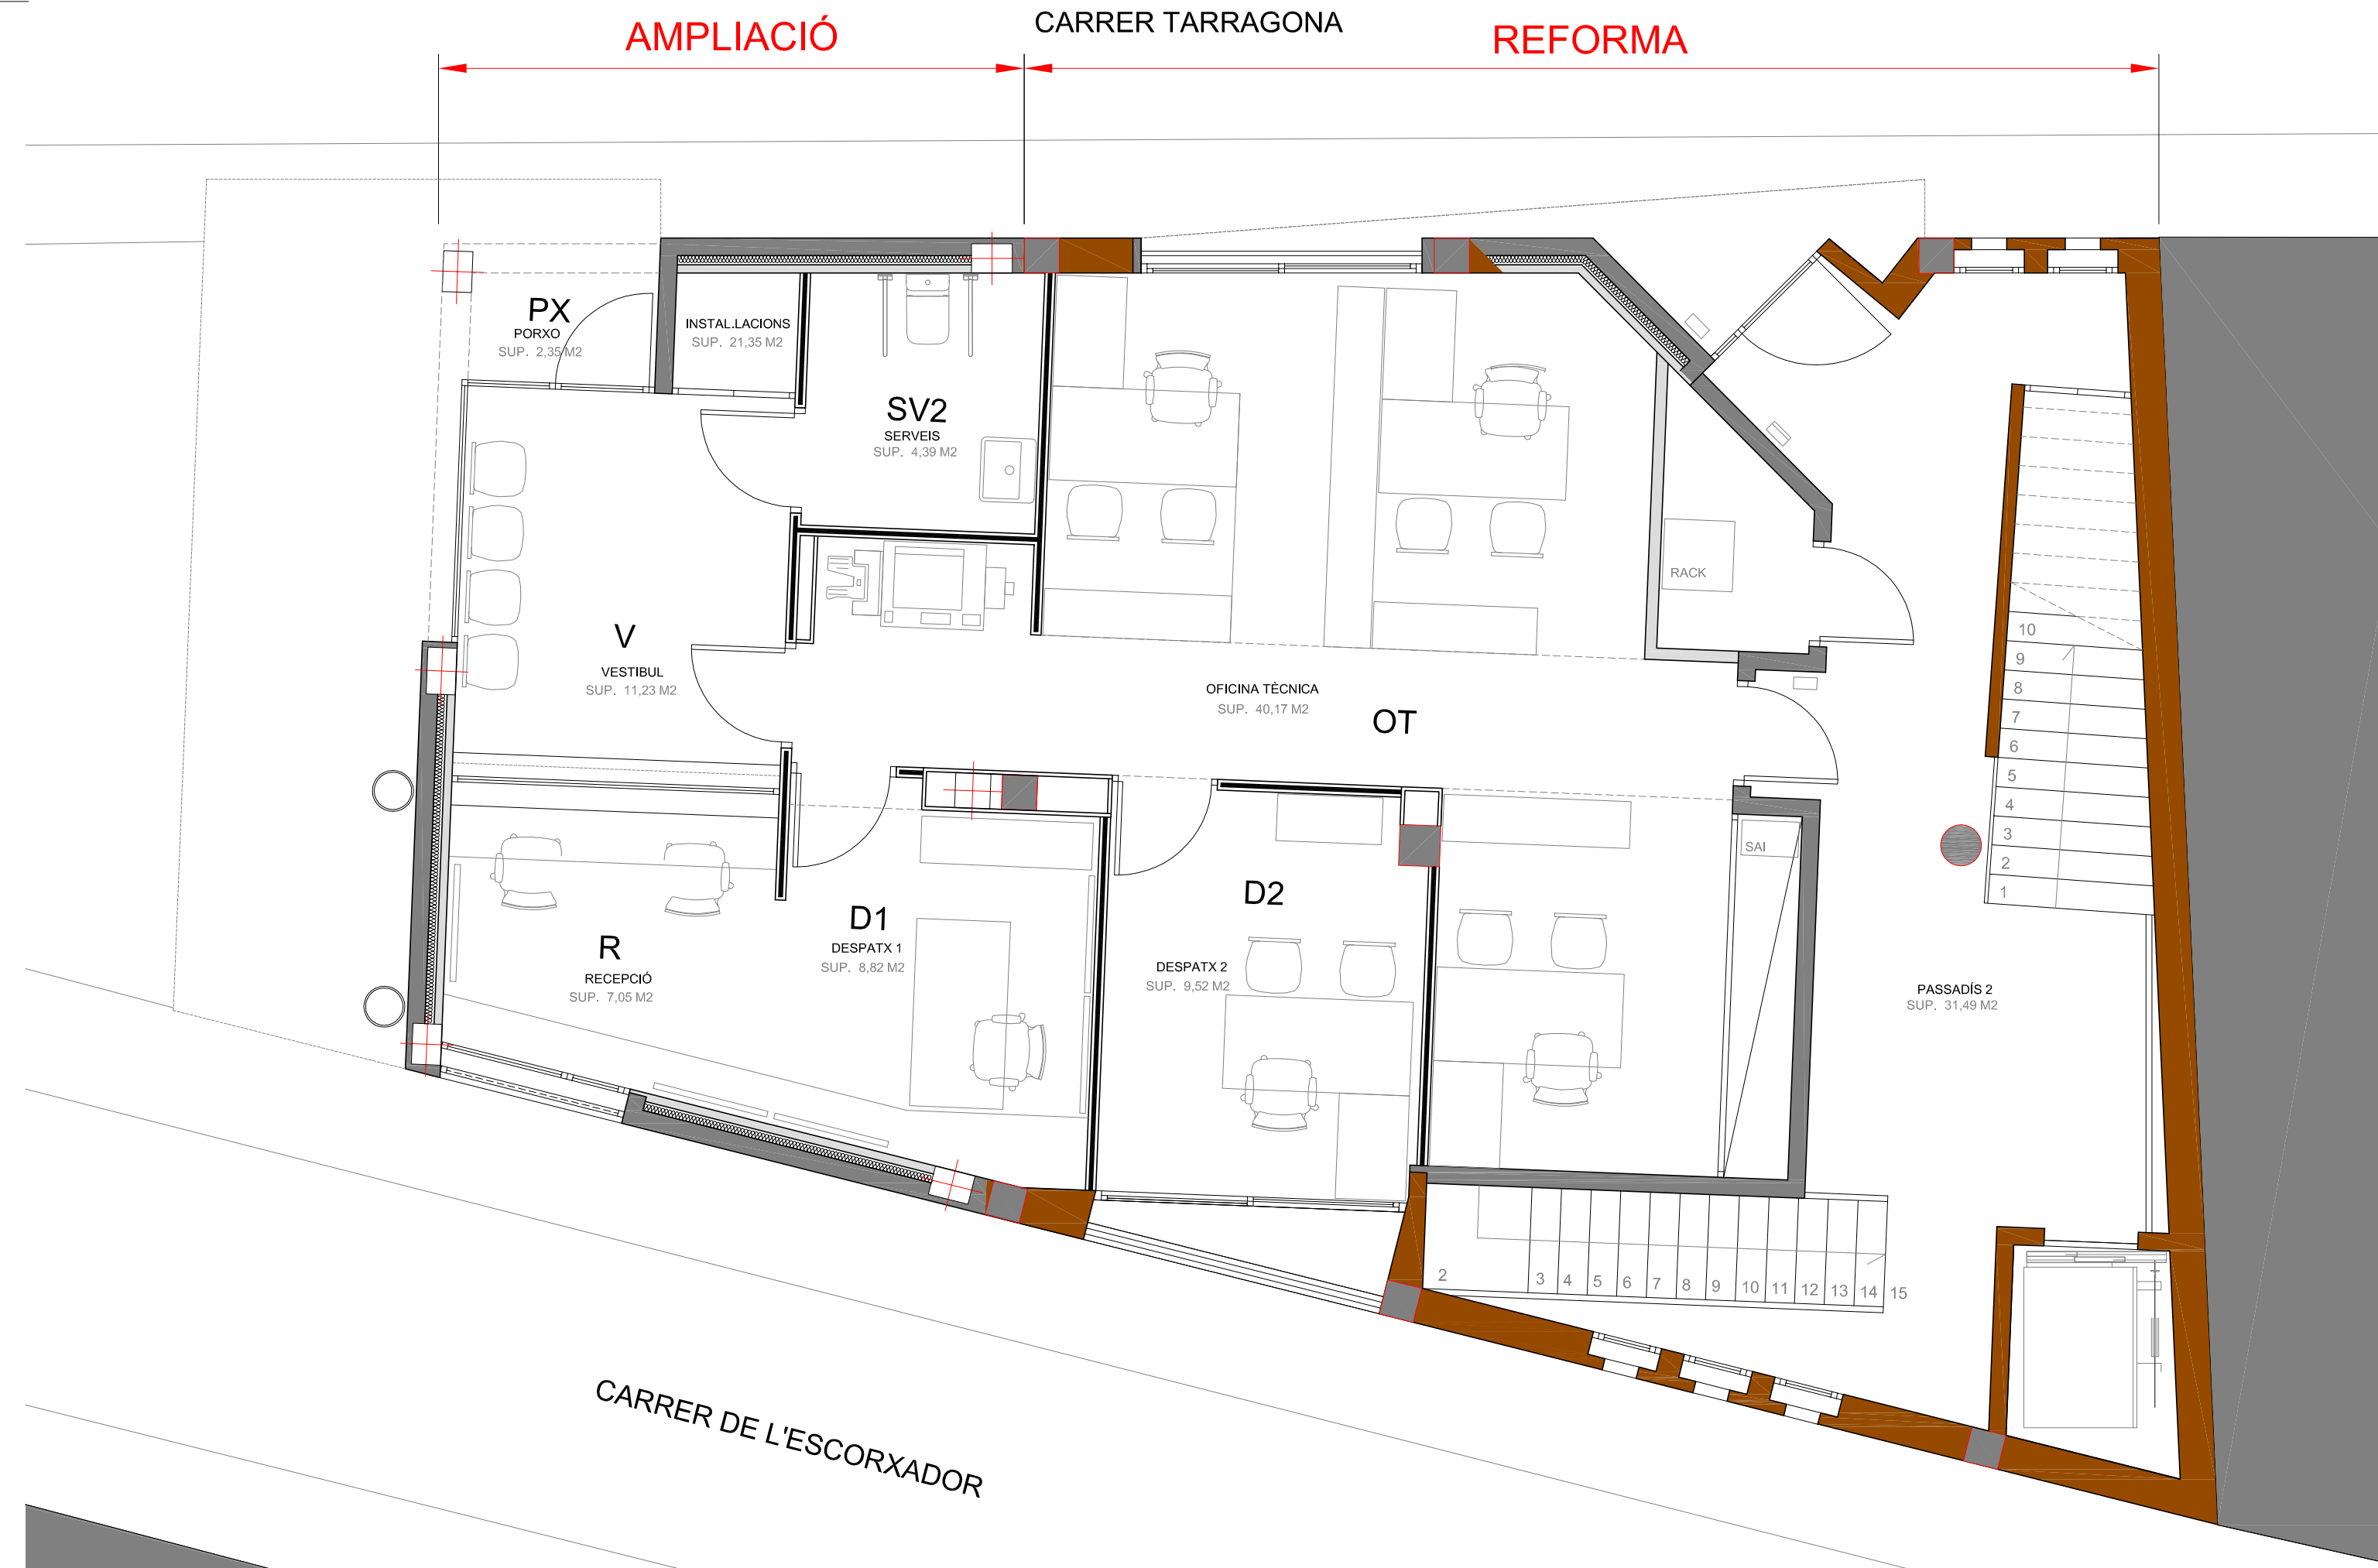 CARRER TARRAGONA
AMPLIACIÓ
REFORMA
PX
PORXO
SUP. 2,35 M2
INSTAL.LACIONS
SUP. 21,35 M2
SV2
SERVEIS
SUP. 4,39 M2
RACK
V
VESTIBUL
SUP. 11,23 M2
OFICINA TÈCNICA
SUP. 40,17 M2
OT
10
9
8
7
6
5
4
3
2
1
SAI
D1
DESPATX 1
SUP. 8,82 M2
D2
DESPATX 2
SUP. 9,52 M2
R
RECEPCIÓ
SUP. 7,05 M2
PASSADÍS 2
SUP. 31,49 M2
2 3 4 5 6 7 8 9 10 11 12 13 14 15
CARRER DE L'ESCORXADOR